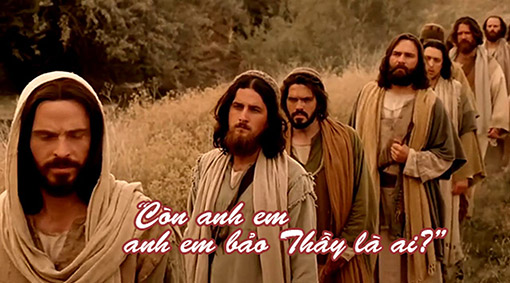 “Còn anh em
anh em bảo Thầy là ai?”